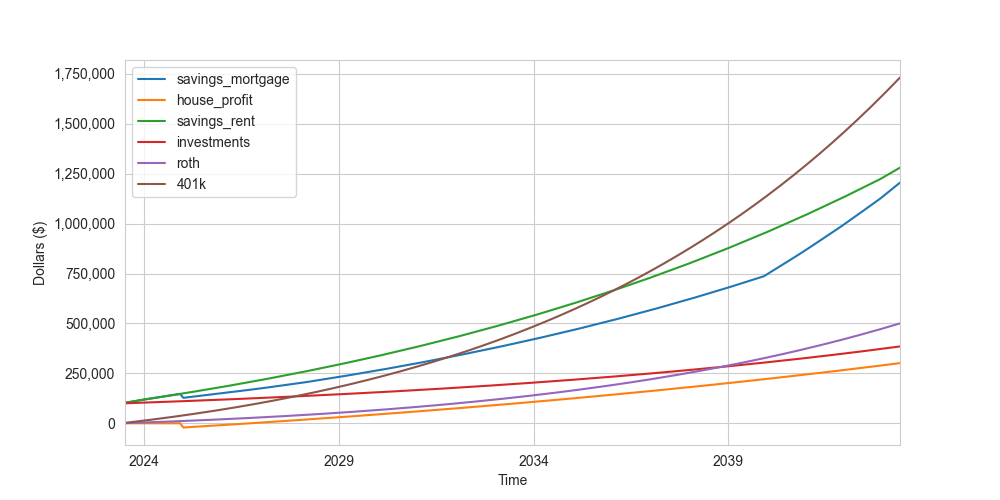 1,750,000
1,500,000
1,250,000
1,000,000
750,000
500,000
250,000
0
Dollars ($)
savings_mortgage
house_profit
savings_rent
investments
roth
401k
2024 2029 2034 2039
Time